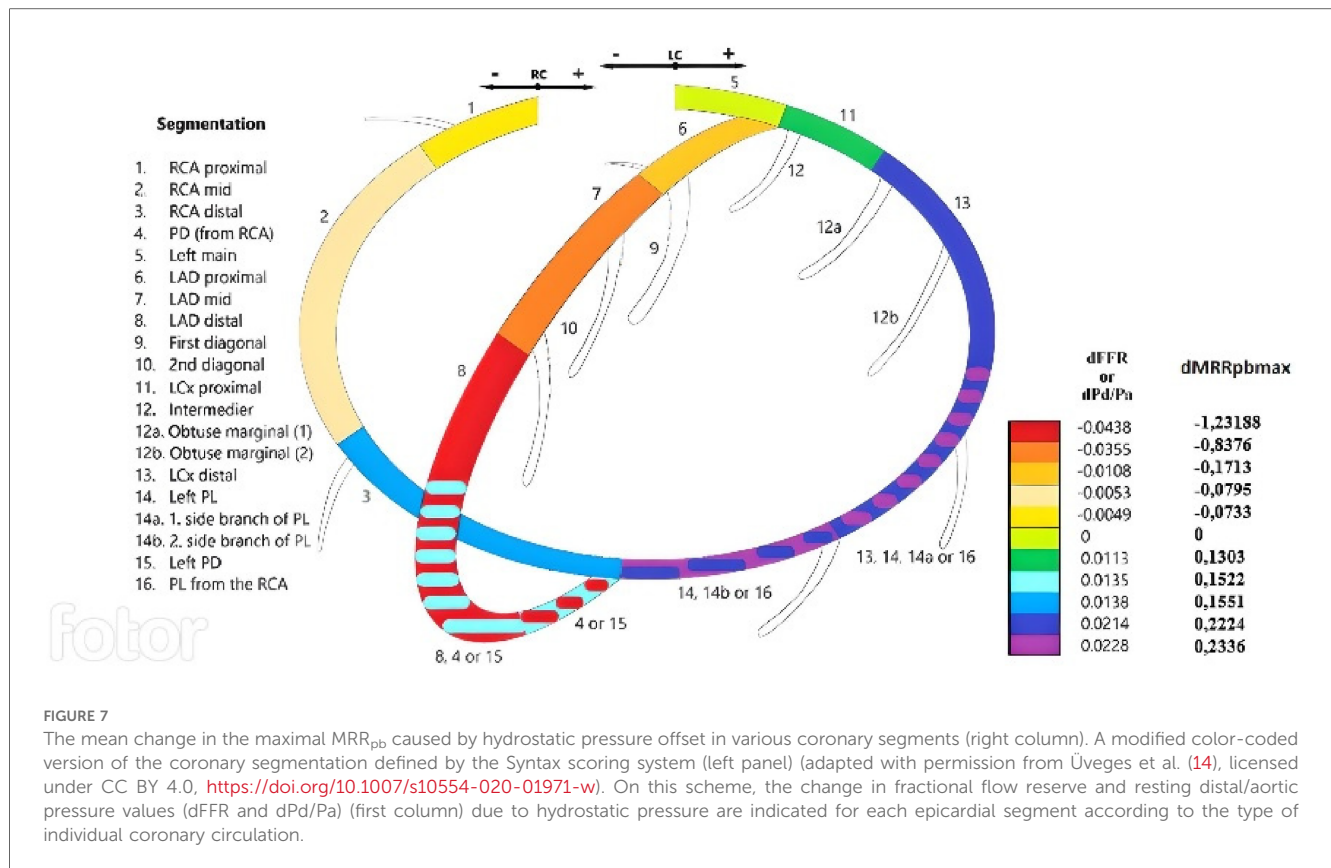 - RC +
- LC +
Segmentation
1. RCA proximal
2. RCA mid
3. RCA distal
4. PD (from RCA)
5. Left main
6. LAD proximal
7. LAD mid
8. LAD distal
9. First diagonal
10. 2nd diagonal
11. LCx proximal
12. Intermedier
12a. Obtuse marginal (1)
12b. Obtuse marginal (2)
13. LCx distal
14. Left PL
14a. 1. side branch of PL
14b. 2. side branch of PL
15. Left PD
16. PL from the RCA
fotor
1
2
3
5
6
7
8
9
10
11
12
12a
12b
13
13, 14, 14a or 16
14, 14b or 16
4 or 15
8, 4 or 15
dFFR
or
dPd/Pa
dMRRpbmax
-0.0438 -1,23188
-0.0355 -0,8376
-0.0108 -0,1713
-0.0053 -0,0795
-0.0049 -0,0733
0 0
0.0113 0,1303
0.0135 0,1522
0.0138 0,1551
0.0214 0,2224
0.0228 0,2336
FIGURE 7
The mean change in the maximal MRRpb caused by hydrostatic pressure offset in various coronary segments (right column). A modified color-coded
version of the coronary segmentation defined by the Syntax scoring system (left panel) (adapted with permission from Üveges et al. (14), licensed
under CC BY 4.0, https://doi.org/10.1007/s10554-020-01971-w). On this scheme, the change in fractional flow reserve and resting distal/aortic
pressure values (dFFR and dPd/Pa) (first column) due to hydrostatic pressure are indicated for each epicardial segment according to the type of
individual coronary circulation.